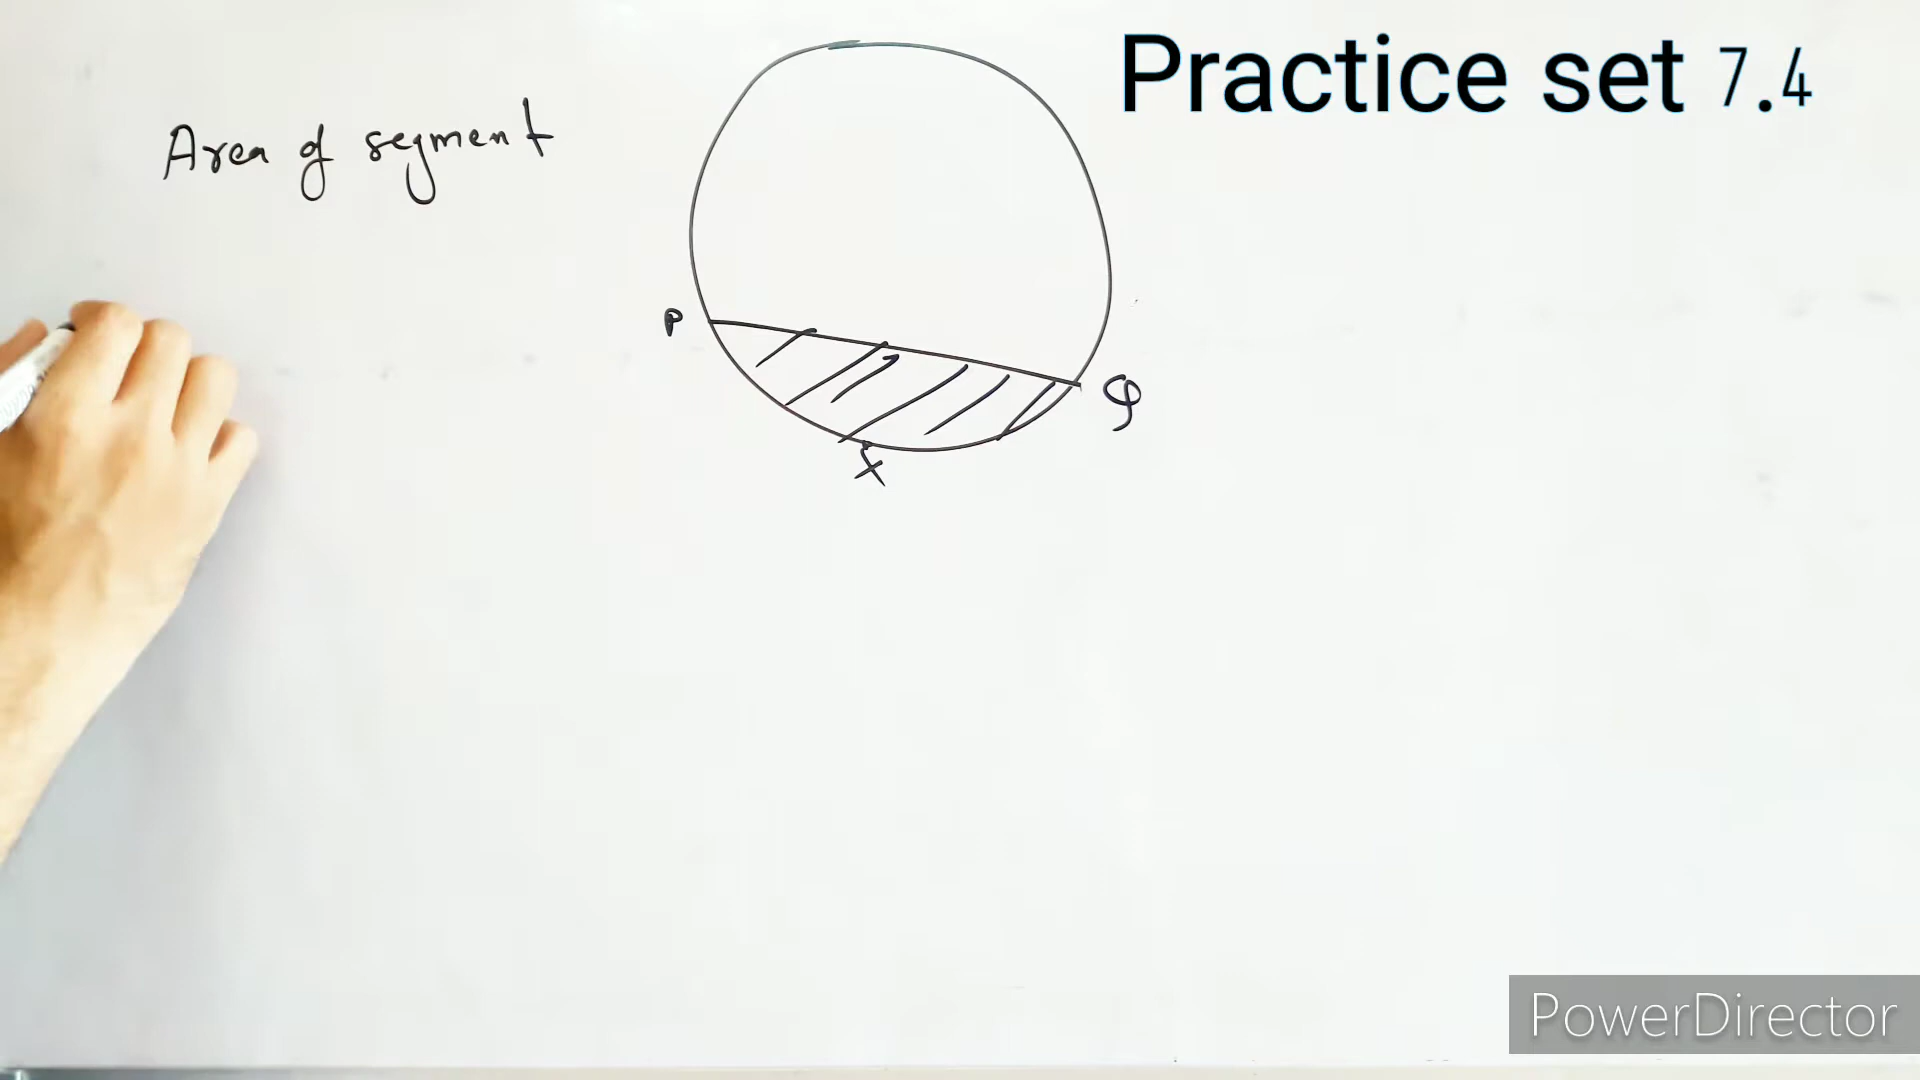 Practice set 7.4
Area of segment
P
Q
X
PowerDirector